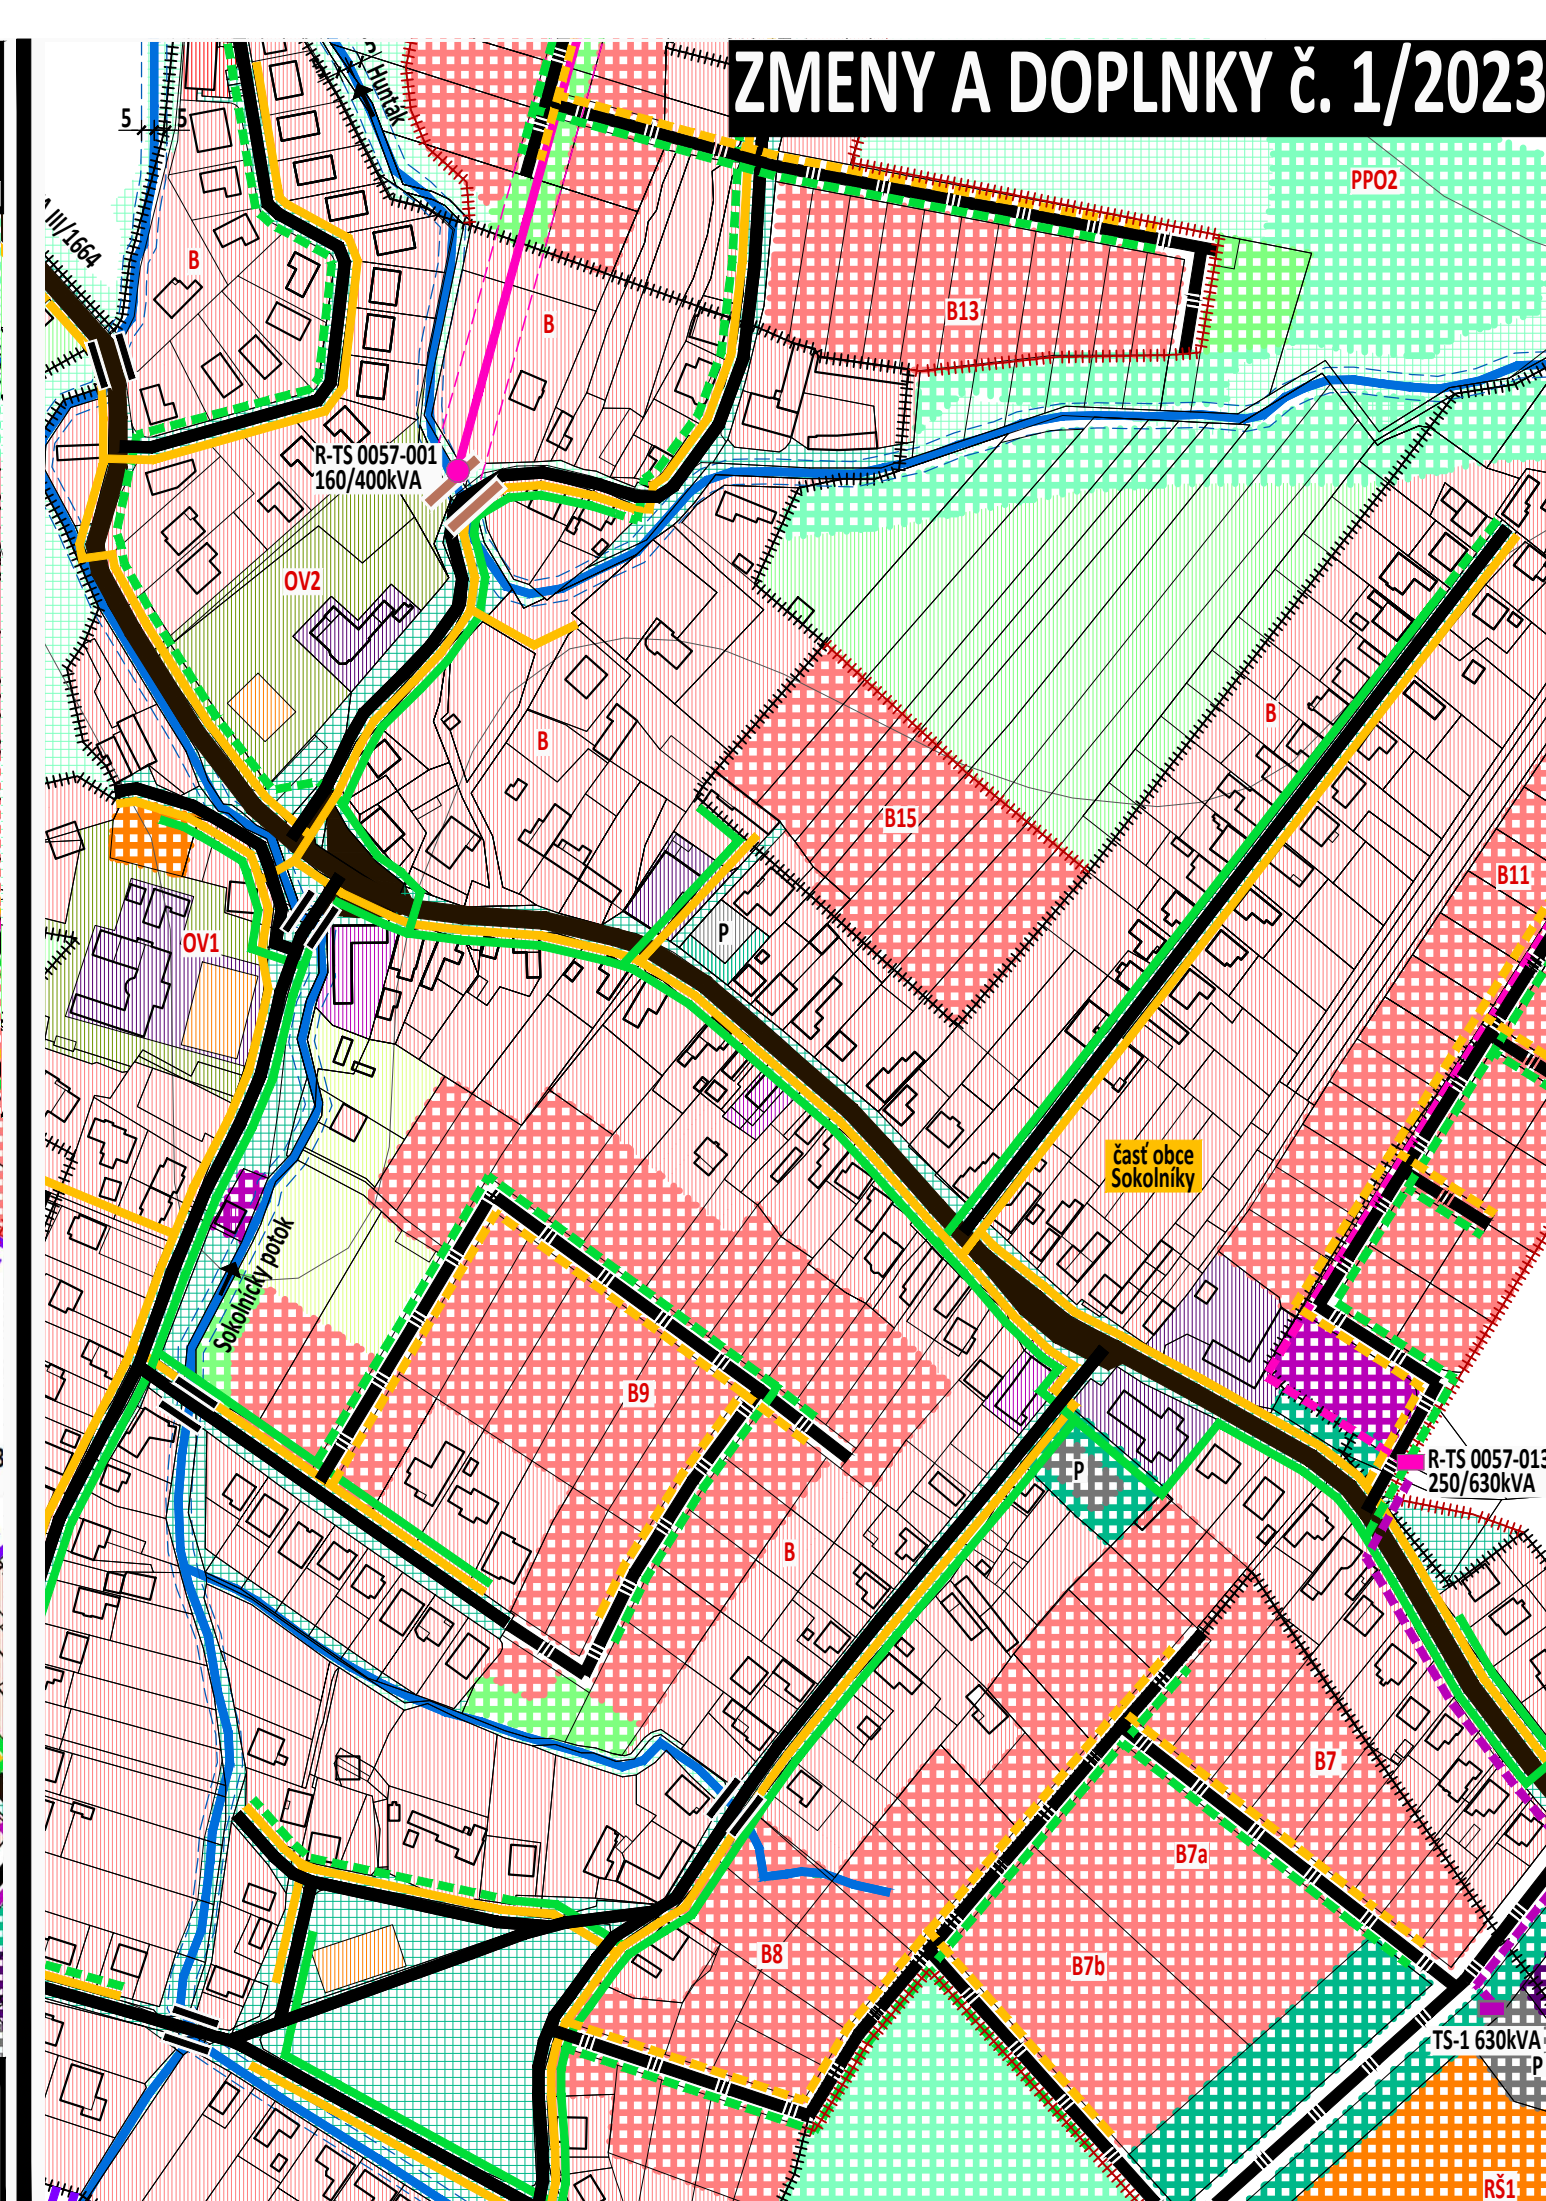 ZMENY A DOPLNKY č. 1/2023
Hunták
5 5
PPO2
III/1664
B
B
B13
R-TS 0057-001
160/400kVA
OV2
B
B
B15
B11
P
OV1
časť obce
Sokolníky
Sokolnícky potok
B9
P
R-TS 0057-013
250/630kVA
B
B7
B7a
B8
B7b
TS-1 630kVA
P
RŠ1